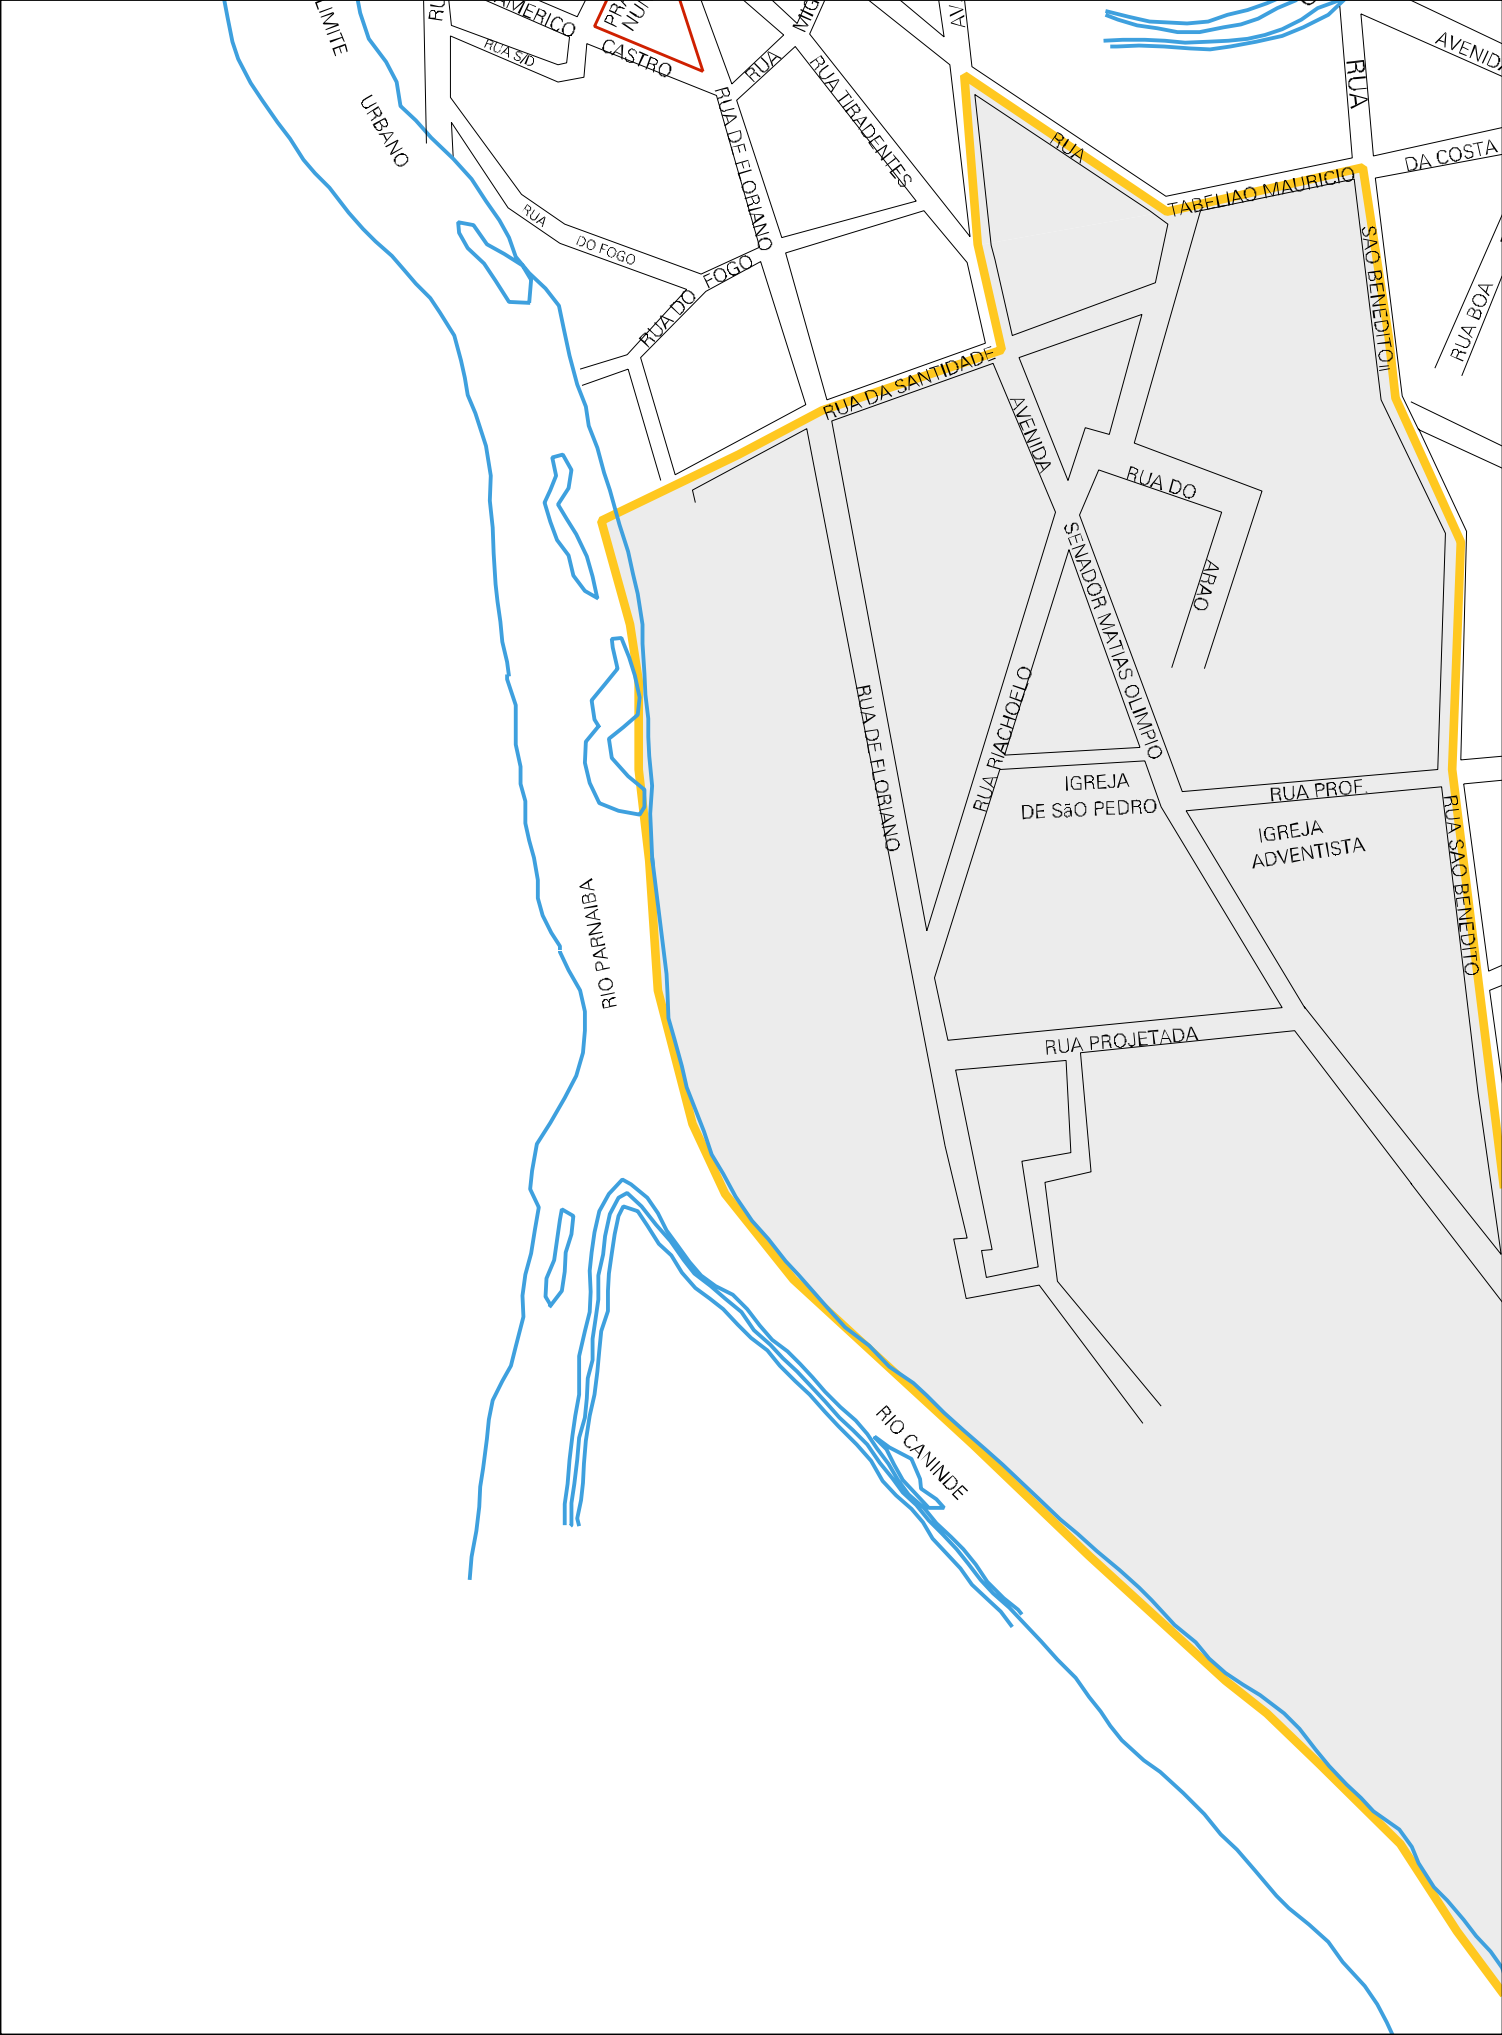 LIMITE
URBANO
AMERICO
RUA S/D
CASTRO
RUA
RUA TIRADENTES
RUA DE FLORIANO
RUA
DO FOGO
RUA DO
FOGO
RUA
TABELIAO MAURICIO
RUA
DA COSTA
SAO BENEDITO II
RUA BOA
RUA DA SANTIDADE
AVENIDA
SENADOR MATIAS OLIMPIO
RUA DO
ABAO
RUA DE FLORIANO
RUA RIACHOELO
IGREJA
DE SãO PEDRO
RUA PROF.
IGREJA
ADVENTISTA
RUA SAO BENEDITO
RIO PARNAIBA
RUA PROJETADA
RIO CANINDE